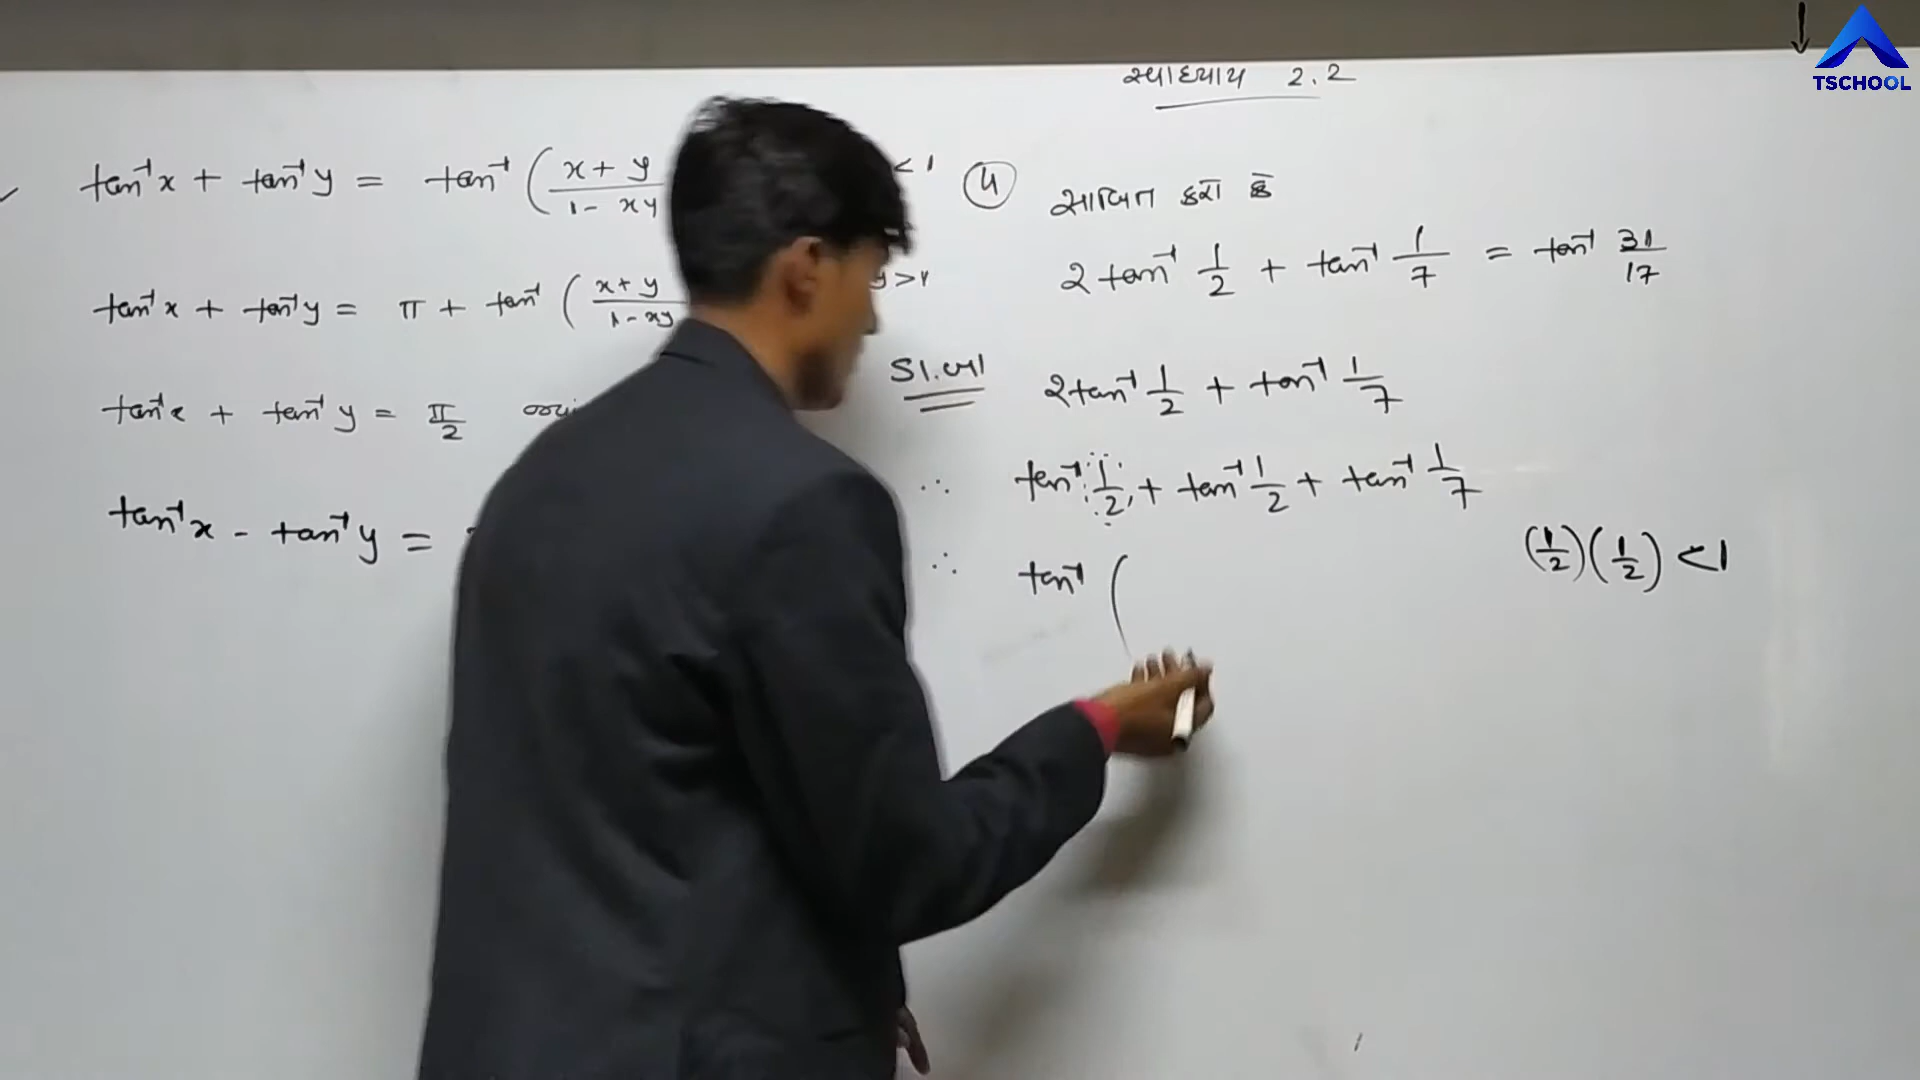 સ્વાધ્યાય 2.2
TSCHOOL
tan⁻¹x + tan⁻¹y = tan⁻¹ (x + y / 1 - xy < 1
tan⁻¹x + tan⁻¹y = π + tan⁻¹ (x + y / 1 - xy y > 1
tan⁻¹x + tan⁻¹y = π/2
tan⁻¹x - tan⁻¹y =
4 સાબિત કરો કે
2 tan⁻¹ 1/2 + tan⁻¹ 1/7 = tan⁻¹ 31/17
ડા.બા 2tan⁻¹ 1/2 + tan⁻¹ 1/7
∴ tan⁻¹ 1/2 + tan⁻¹ 1/2 + tan⁻¹ 1/7
∴ tan⁻¹ ( (1/2)(1/2) < 1